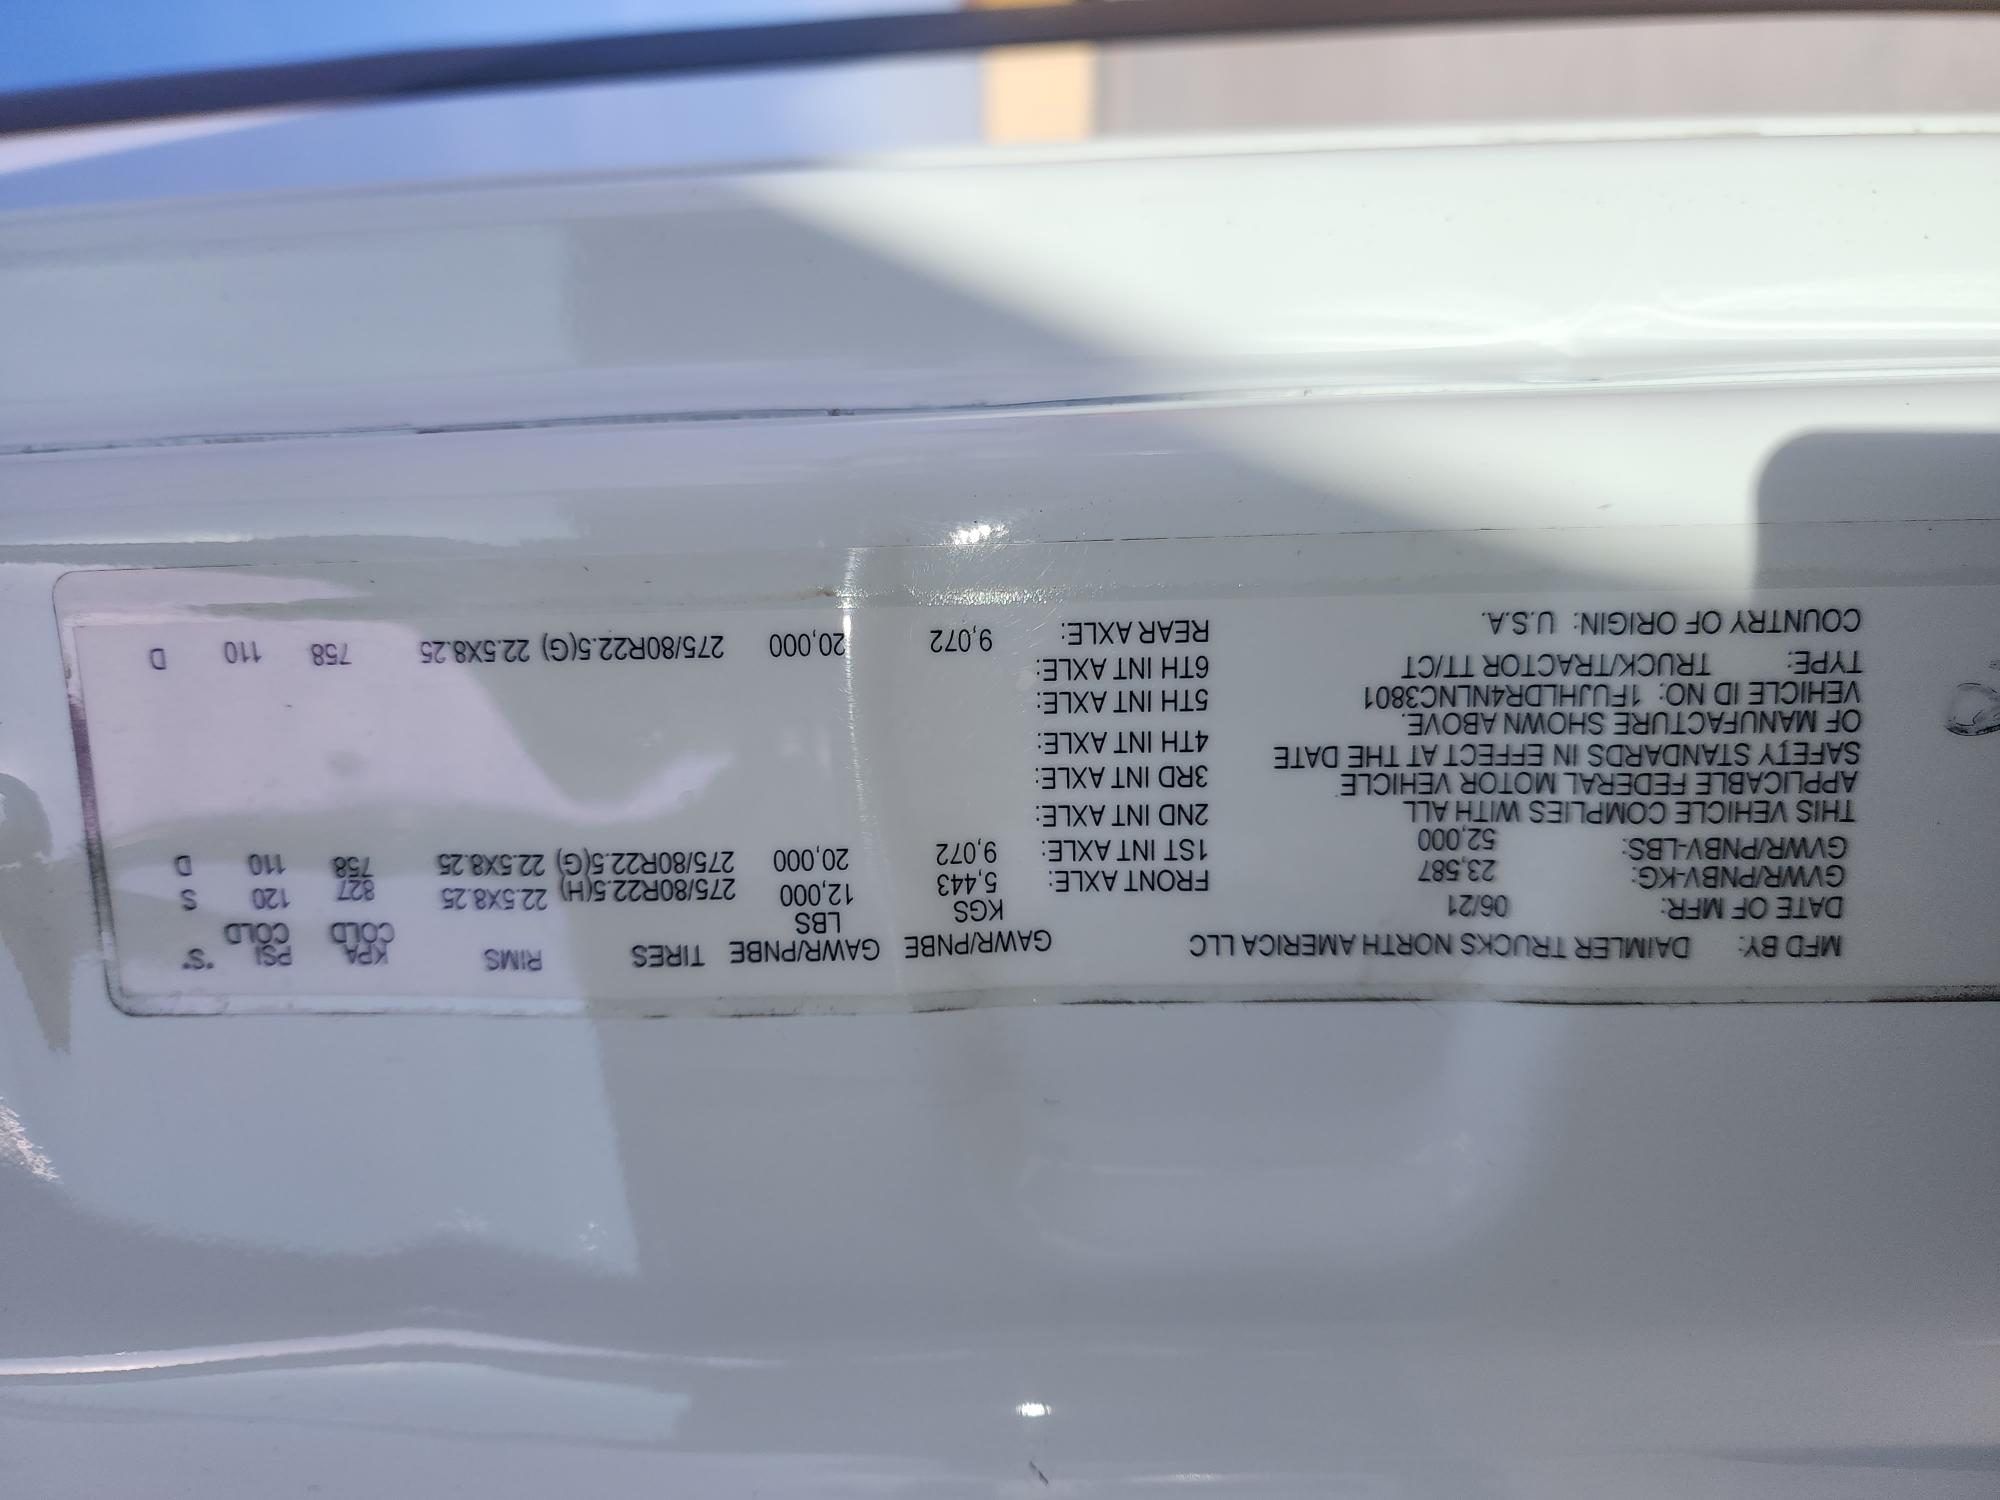 MFD BY: DAIMLER TRUCKS NORTH AMERICA LLC
DATE OF MFR: 06/21
GVWR/PNBV-KG: 23,587
GVWR/PNBV-LBS: 52,000
THIS VEHICLE COMPLIES WITH ALL
APPLICABLE FEDERAL MOTOR VEHICLE
SAFETY STANDARDS IN EFFECT AT THE DATE
OF MANUFACTURE SHOWN ABOVE.
VEHICLE ID NO: 1FUJHLDR4NLNC3801
TYPE: TRUCK/TRACTOR TT/CT
COUNTRY OF ORIGIN: U.S.A.
GAWR/PNBE KGS GAWR/PNBE LBS TIRES RIMS KPA COLD PSI COLD "S"
FRONT AXLE: 5,443 12,000 275/80R22.5(H) 22.5X8.25 827 120 S
1ST INT AXLE: 9,072 20,000 275/80R22.5(G) 22.5X8.25 758 110 D
2ND INT AXLE:
3RD INT AXLE:
4TH INT AXLE:
5TH INT AXLE:
6TH INT AXLE:
REAR AXLE: 9,072 20,000 275/80R22.5(G) 22.5X8.25 758 110 D